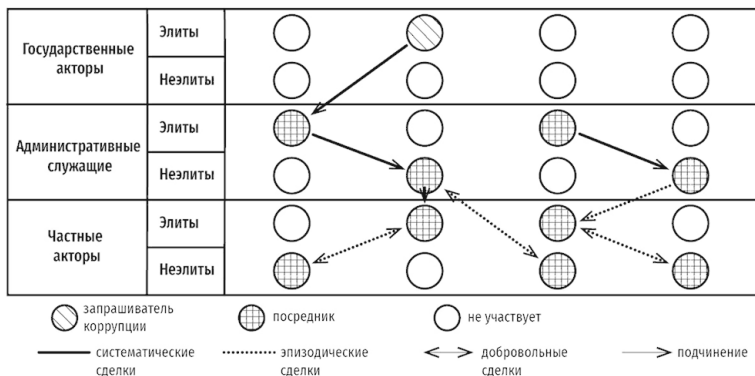 Государственные
акторы
Элиты
Неэлиты
Административные
служащие
Элиты
Неэлиты
Частные
акторы
Элиты
Неэлиты
запрашиватель
коррупции
посредник
не участвует
систематические
сделки
эпизодические
сделки
добровольные
сделки
подчинение